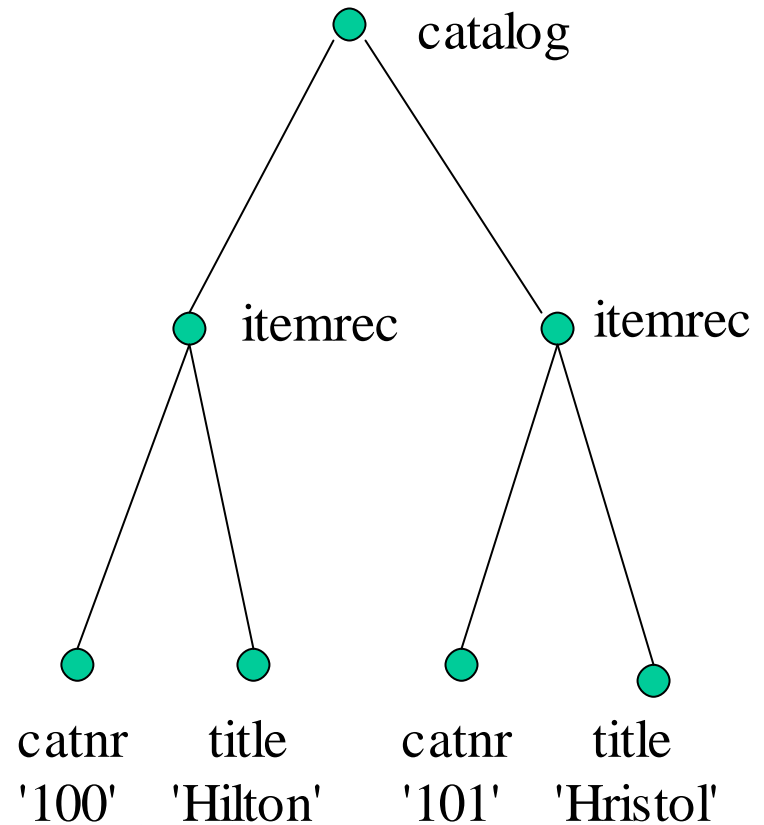 catalog
itemrec
itemrec
catnr
'100'
title
'Hilton'
catnr
'101'
title
'Hristol'